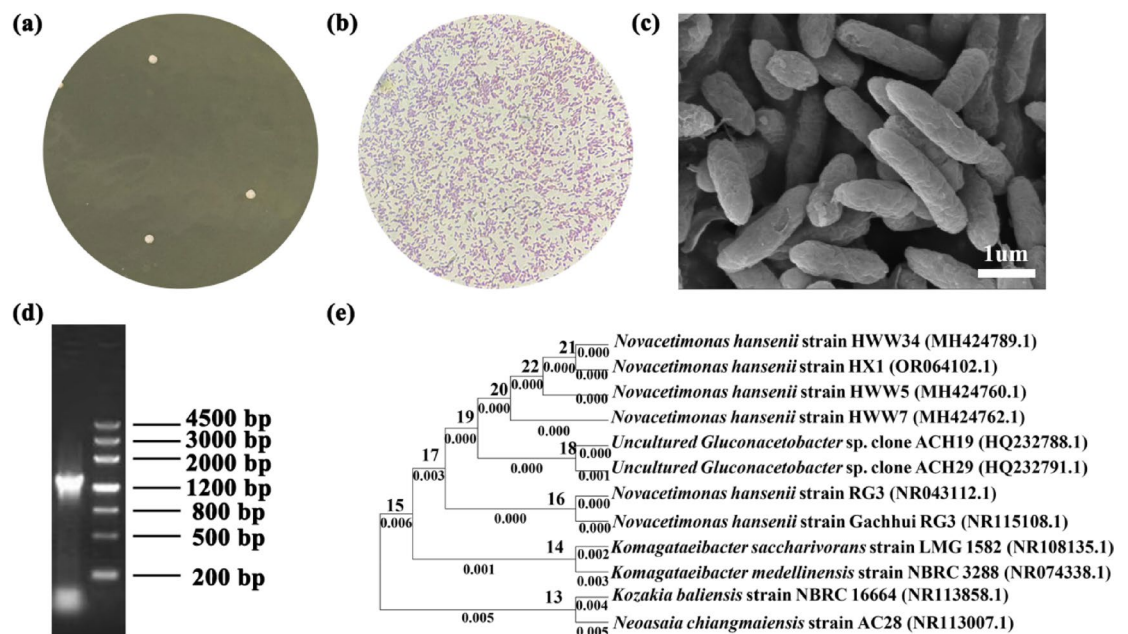 (a)
(b)
(c)
1um
(d)
4500 bp
3000 bp
2000 bp
1200 bp
800 bp
500 bp
200 bp
(e)
21
0.000
Novacetimonas hansenii strain HWW34 (MH424789.1)
22
0.000
0.000
Novacetimonas hansenii strain HX1 (OR064102.1)
20
0.000
0.000
Novacetimonas hansenii strain HWW5 (MH424760.1)
19
0.000
0.000
Novacetimonas hansenii strain HWW7 (MH424762.1)
17
0.000
18
0.000
Uncultured Gluconacetobacter sp. clone ACH19 (HQ232788.1)
0.003
0.000
0.001
Uncultured Gluconacetobacter sp. clone ACH29 (HQ232791.1)
15
16
0.000
Novacetimonas hansenii strain RG3 (NR043112.1)
0.006
0.000
0.000
Novacetimonas hansenii strain Gachhui RG3 (NR115108.1)
14
0.002
Komagataeibacter saccharivorans strain LMG 1582 (NR108135.1)
0.001
0.003
Komagataeibacter medellinensis strain NBRC 3288 (NR074338.1)
13
0.004
Kozakia baliensis strain NBRC 16664 (NR113858.1)
0.005
0.005
Neoasaia chiangmaiensis strain AC28 (NR113007.1)